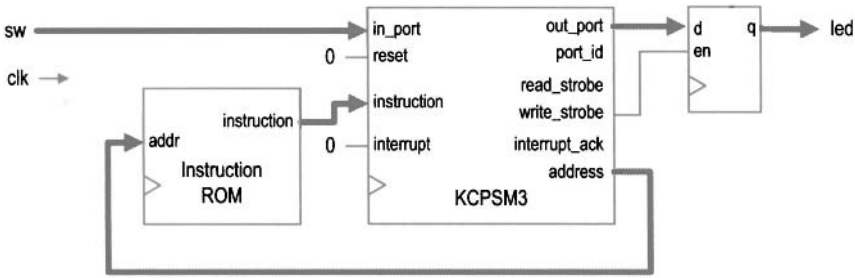 sw
clk
addr
instruction
Instruction
ROM
0
0
in_port
reset
instruction
interrupt
out_port
port_id
read_strobe
write_strobe
interrupt_ack
address
KCPSM3
d
q
en
led